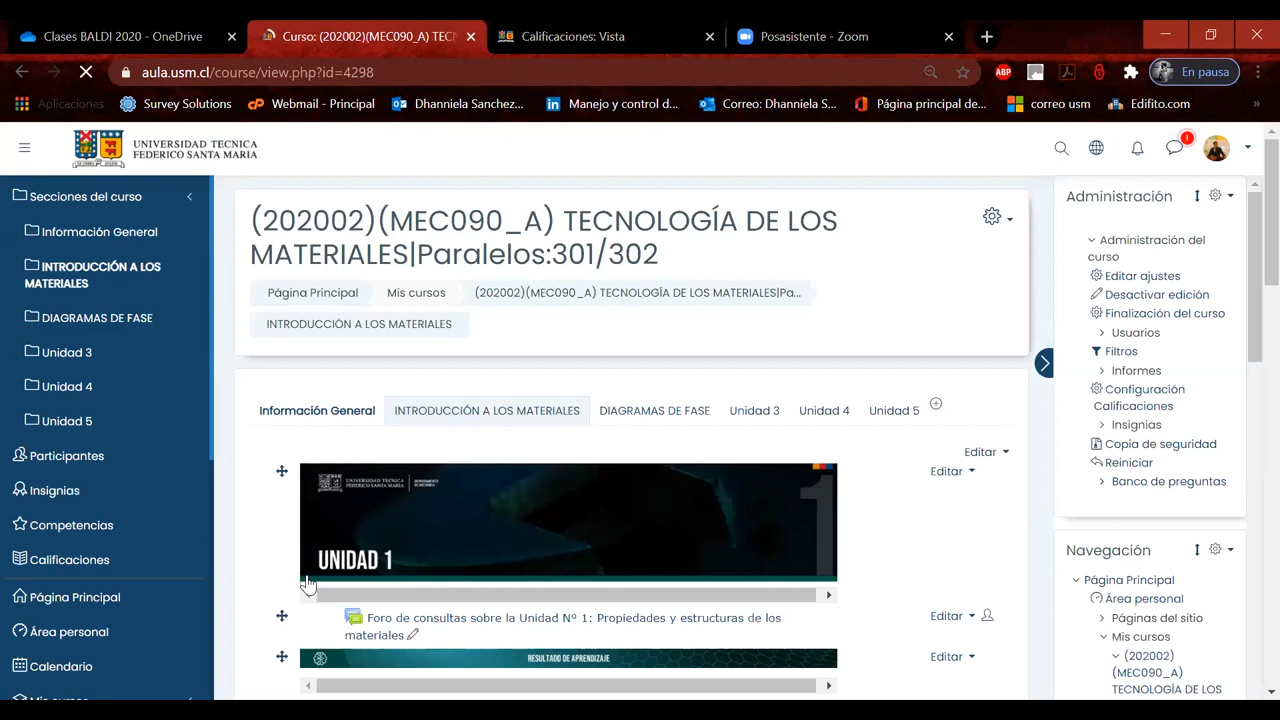 Clases BALDI 2020 - OneDrive
Curso: (202002)(MEC090_A) TECN
Calificaciones: Vista
Posasistente - Zoom
aula.usm.cl/course/view.php?id=4298
ABP
En pausa
Aplicaciones
Survey Solutions
Webmail - Principal
Dhanniela Sanchez...
Manejo y control d...
Correo: Dhanniela S...
Página principal de...
correo usm
Edifito.com
UNIVERSIDAD TECNICA
FEDERICO SANTA MARIA
1
Secciones del curso
Información General
INTRODUCCIÓN A LOS
MATERIALES
DIAGRAMAS DE FASE
Unidad 3
Unidad 4
Unidad 5
Participantes
Insignias
Competencias
Calificaciones
Página Principal
Área personal
Calendario
Mis cursos
(202002)(MEC090_A) TECNOLOGÍA DE LOS
MATERIALES|Paralelos:301/302
Página Principal
Mis cursos
(202002)(MEC090_A) TECNOLOGÍA DE LOS MATERIALES|Pa...
INTRODUCCIÓN A LOS MATERIALES
Información General
INTRODUCCIÓN A LOS MATERIALES
DIAGRAMAS DE FASE
Unidad 3
Unidad 4
Unidad 5
Editar
Editar
UNIVERSIDAD TECNICA
FEDERICO SANTA MARIA
1
UNIDAD 1
Foro de consultas sobre la Unidad Nº 1: Propiedades y estructuras de los
materiales
Editar
RESULTADO DE APRENDIZAJE
Editar
Administración
Administración del
curso
Editar ajustes
Desactivar edición
Finalización del curso
Usuarios
Filtros
Informes
Configuración
Calificaciones
Insignias
Copia de seguridad
Reiniciar
Banco de preguntas
Navegación
Página Principal
Área personal
Páginas del sitio
Mis cursos
(202002)
(MEC090_A)
TECNOLOGÍA DE LOS